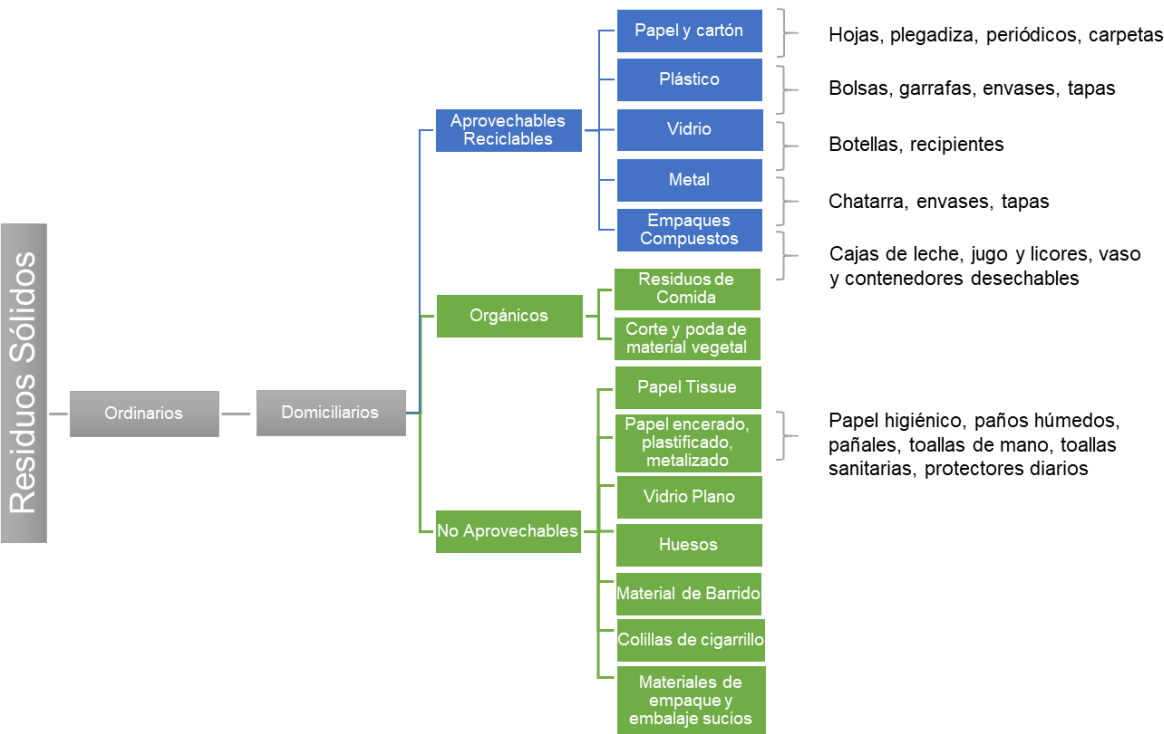 Residuos Sólidos
Ordinarios
Domiciliarios
Aprovechables
Reciclables
Papel y cartón
Hojas, plegadiza, periódicos, carpetas
Plástico
Bolsas, garrafas, envases, tapas
Vidrio
Botellas, recipientes
Metal
Chatarra, envases, tapas
Empaques
Compuestos
Cajas de leche, jugo y licores, vaso
y contenedores desechables
Orgánicos
Residuos de
Comida
Corte y poda de
material vegetal
No Aprovechables
Papel Tissue
Papel encerado,
plastificado,
metalizado
Papel higiénico, paños húmedos,
pañales, toallas de mano, toallas
sanitarias, protectores diarios
Vidrio Plano
Huesos
Material de Barrido
Colillas de cigarrillo
Materiales de
empaque y
embalaje sucios